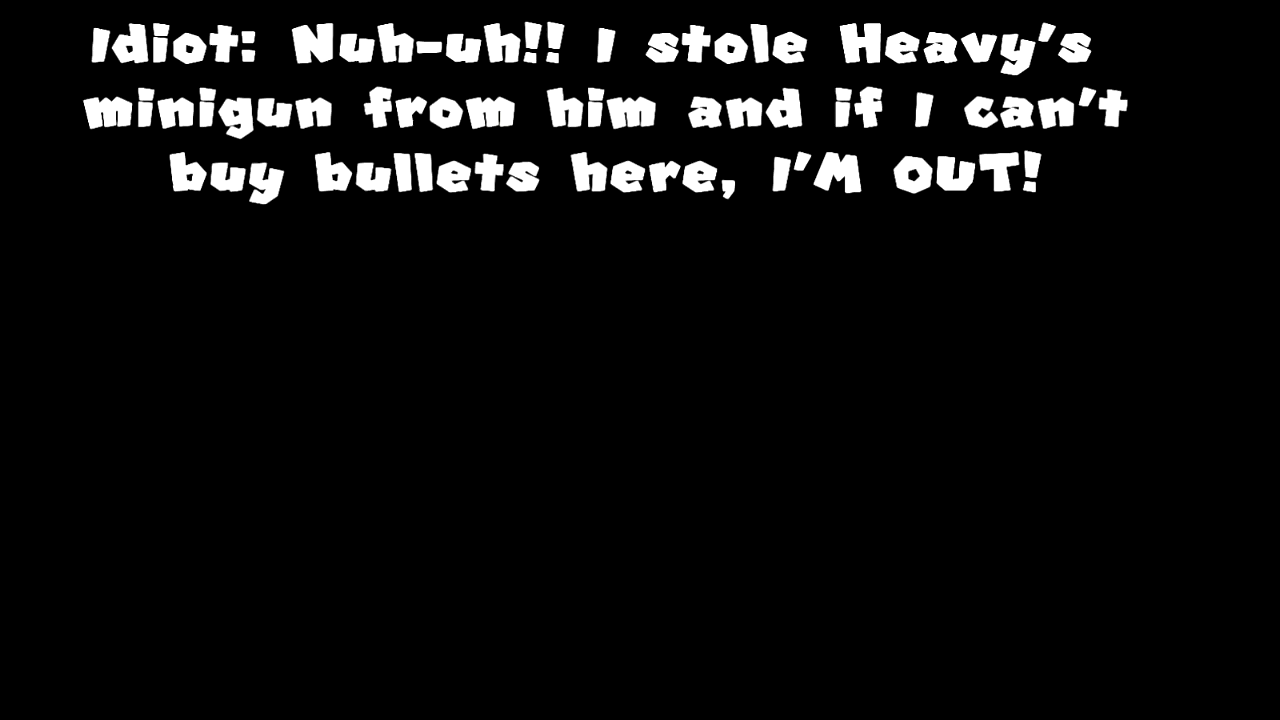 Idiot: Nuh-uh!! I stole Heavy's
minigun from him and if I can't
buy bullets here, I'M OUT!